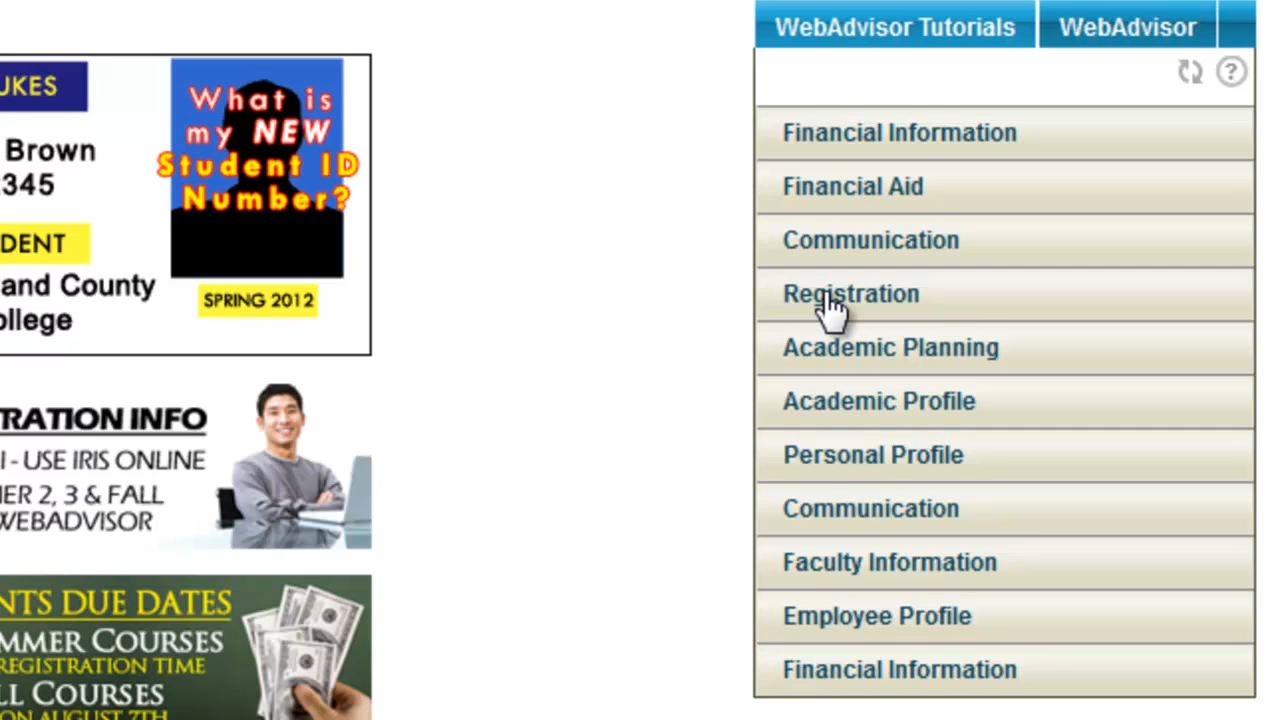 WebAdvisor Tutorials
WebAdvisor
?
UKES
Brown
345
DENT
and County
ollege
What is
my NEW
Student ID
Number?
SPRING 2012
TRATION INFO
I - USE IRIS ONLINE
IER 2, 3 & FALL
WEBADVISOR
NTS DUE DATES
MMER COURSES
REGISTRATION TIME
LL COURSES
ON AUGUST 7TH
Financial Information
Financial Aid
Communication
Registration
Academic Planning
Academic Profile
Personal Profile
Communication
Faculty Information
Employee Profile
Financial Information